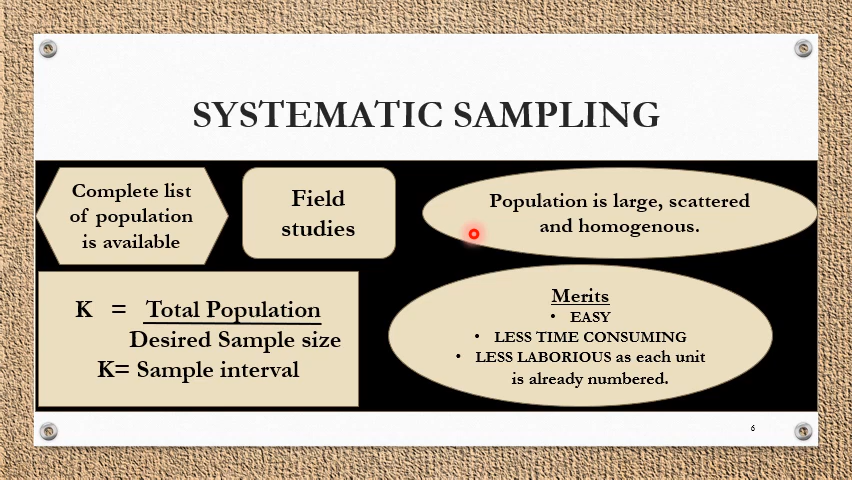 SYSTEMATIC SAMPLING
Complete list
of population
is available
Field
studies
Population is large, scattered
and homogenous.
K = Total Population
Desired Sample size
K= Sample interval
Merits
• EASY
• LESS TIME CONSUMING
• LESS LABORIOUS as each unit
is already numbered.
6